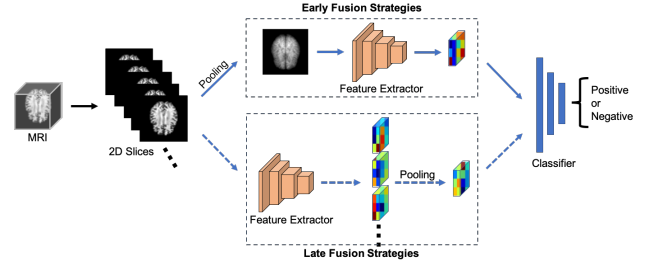 Early Fusion Strategies
Pooling
Feature Extractor
MRI
2D Slices
Positive
or
Negative
Classifier
Pooling
Feature Extractor
Late Fusion Strategies